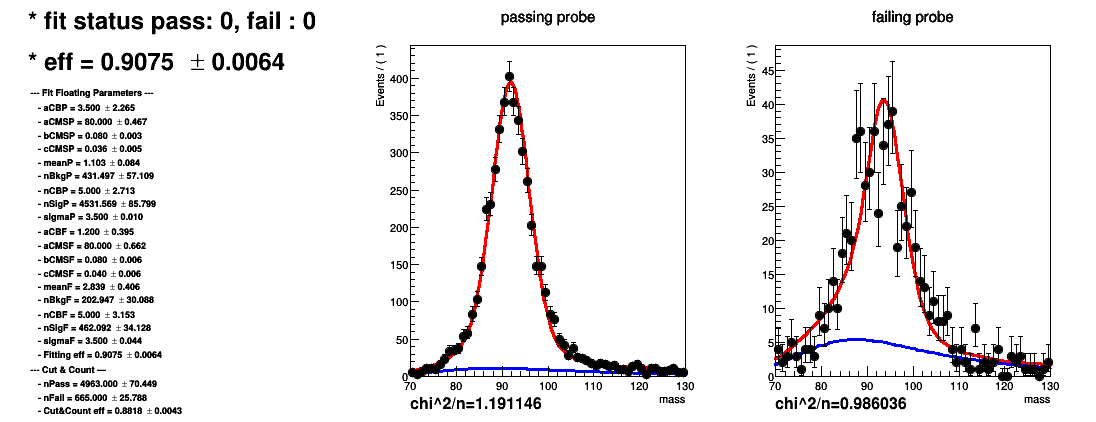 * fit status pass: 0, fail : 0
* eff = 0.9075 ± 0.0064
--- Fit Floating Parameters ---
- aCBP = 3.500 ± 2.265
- aCMSP = 80.000 ± 0.467
- bCMSP = 0.080 ± 0.003
- cCMSP = 0.036 ± 0.005
- meanP = 1.103 ± 0.084
- nBkgP = 431.497 ± 57.109
- nCBP = 5.000 ± 2.713
- nSigP = 4531.569 ± 85.799
- sigmaP = 3.500 ± 0.010
- aCBF = 1.200 ± 0.395
- aCMSF = 80.000 ± 0.662
- bCMSF = 0.080 ± 0.006
- cCMSF = 0.040 ± 0.006
- meanF = 2.839 ± 0.406
- nBkgF = 202.947 ± 30.088
- nCBF = 5.000 ± 3.153
- nSigF = 462.092 ± 34.128
- sigmaF = 3.500 ± 0.044
- Fitting eff = 0.9075 ± 0.0064
--- Cut & Count ---
- nPass = 4963.000 ± 70.449
- nFail = 665.000 ± 25.788
- Cut&Count eff = 0.8818 ± 0.0043
passing probe
Events / ( 1 )
400
350
300
250
200
150
100
50
0
70 80 90 100 110 120 130
mass
chi^2/n=1.191146
failing probe
Events / ( 1 )
45
40
35
30
25
20
15
10
5
0
70 80 90 100 110 120 130
mass
chi^2/n=0.986036